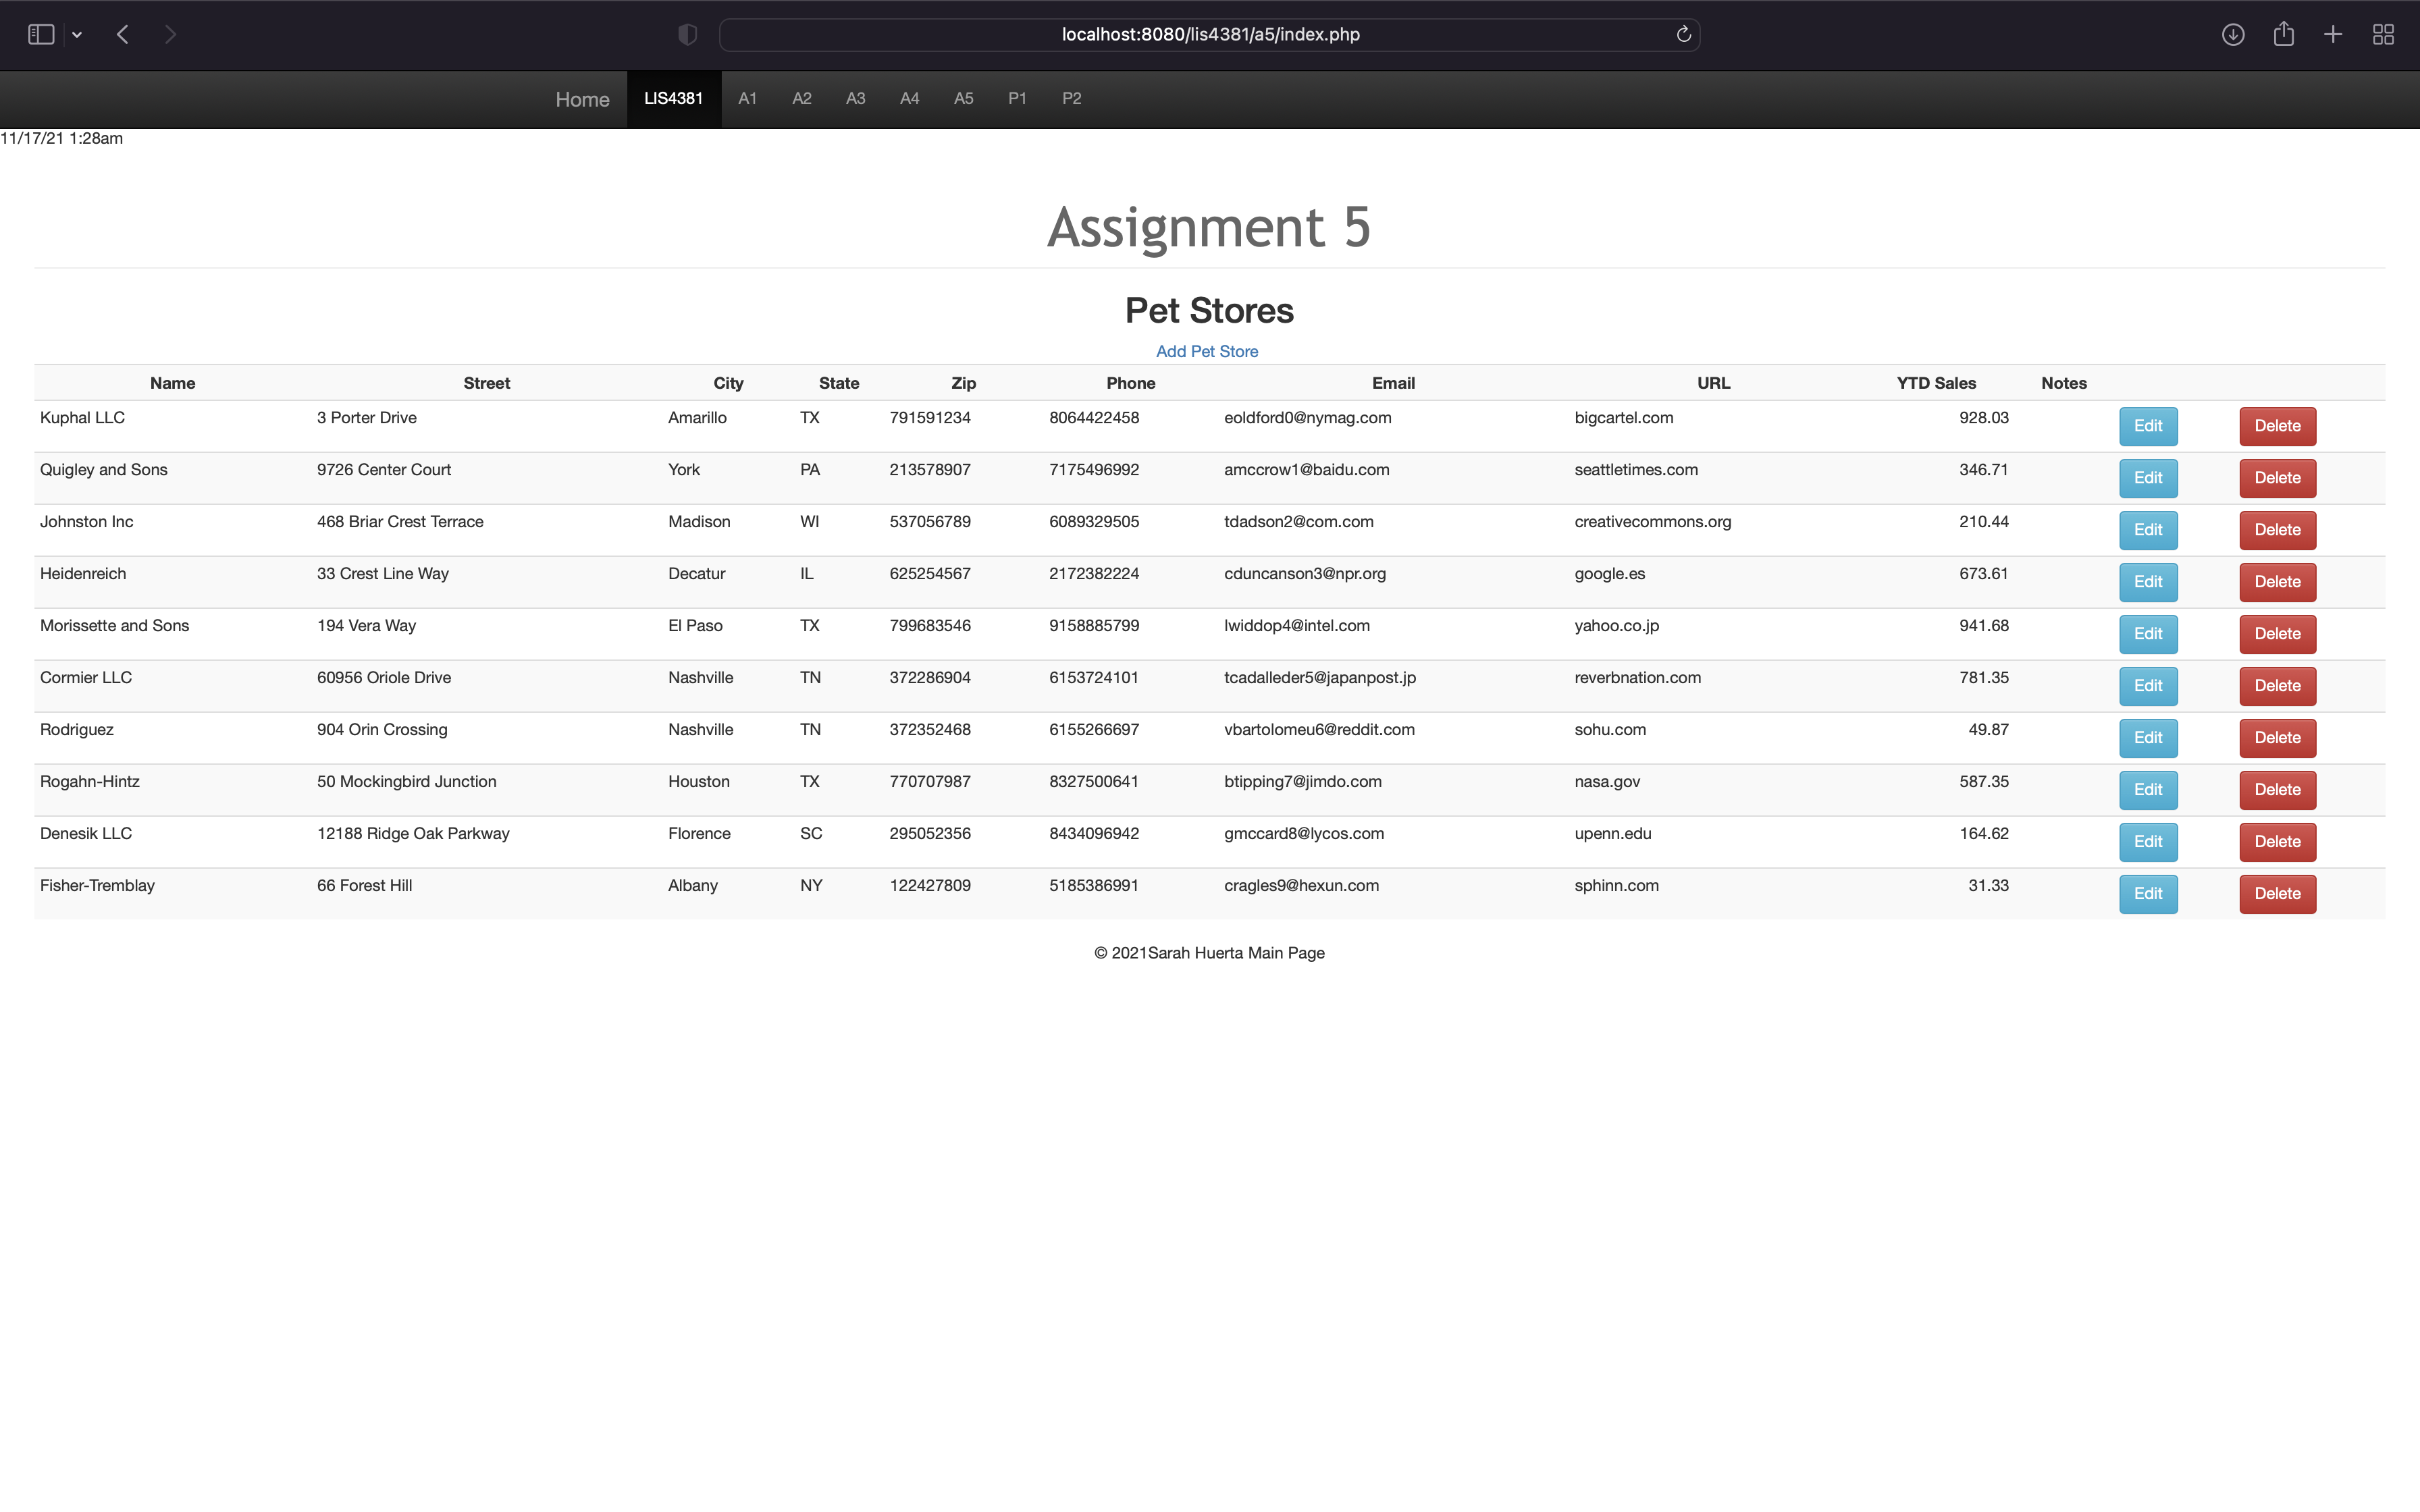 localhost:8080/lis4381/a5/index.php
Home LIS4381 A1 A2 A3 A4 A5 P1 P2
11/17/21 1:28am
Assignment 5
Pet Stores
Add Pet Store
Name Street City State Zip Phone Email URL YTD Sales Notes
Kuphal LLC 3 Porter Drive Amarillo TX 791591234 8064422458 eoldford0@nymag.com bigcartel.com 928.03 Edit Delete
Quigley and Sons 9726 Center Court York PA 213578907 7175496992 amccrow1@baidu.com seattletimes.com 346.71 Edit Delete
Johnston Inc 468 Briar Crest Terrace Madison WI 537056789 6089329505 tdadson2@com.com creativecommons.org 210.44 Edit Delete
Heidenreich 33 Crest Line Way Decatur IL 625254567 2172382224 cduncanson3@npr.org google.es 673.61 Edit Delete
Morissette and Sons 194 Vera Way El Paso TX 799683546 9158885799 lwiddop4@intel.com yahoo.co.jp 941.68 Edit Delete
Cormier LLC 60956 Oriole Drive Nashville TN 372286904 6153724101 tcadalleder5@japanpost.jp reverbnation.com 781.35 Edit Delete
Rodriguez 904 Orin Crossing Nashville TN 372352468 6155266697 vbartolomeu6@reddit.com sohu.com 49.87 Edit Delete
Rogahn-Hintz 50 Mockingbird Junction Houston TX 770707987 8327500641 btipping7@jimdo.com nasa.gov 587.35 Edit Delete
Denesik LLC 12188 Ridge Oak Parkway Florence SC 295052356 8434096942 gmccard8@lycos.com upenn.edu 164.62 Edit Delete
Fisher-Tremblay 66 Forest Hill Albany NY 122427809 5185386991 cragles9@hexun.com sphinn.com 31.33 Edit Delete
© 2021Sarah Huerta Main Page